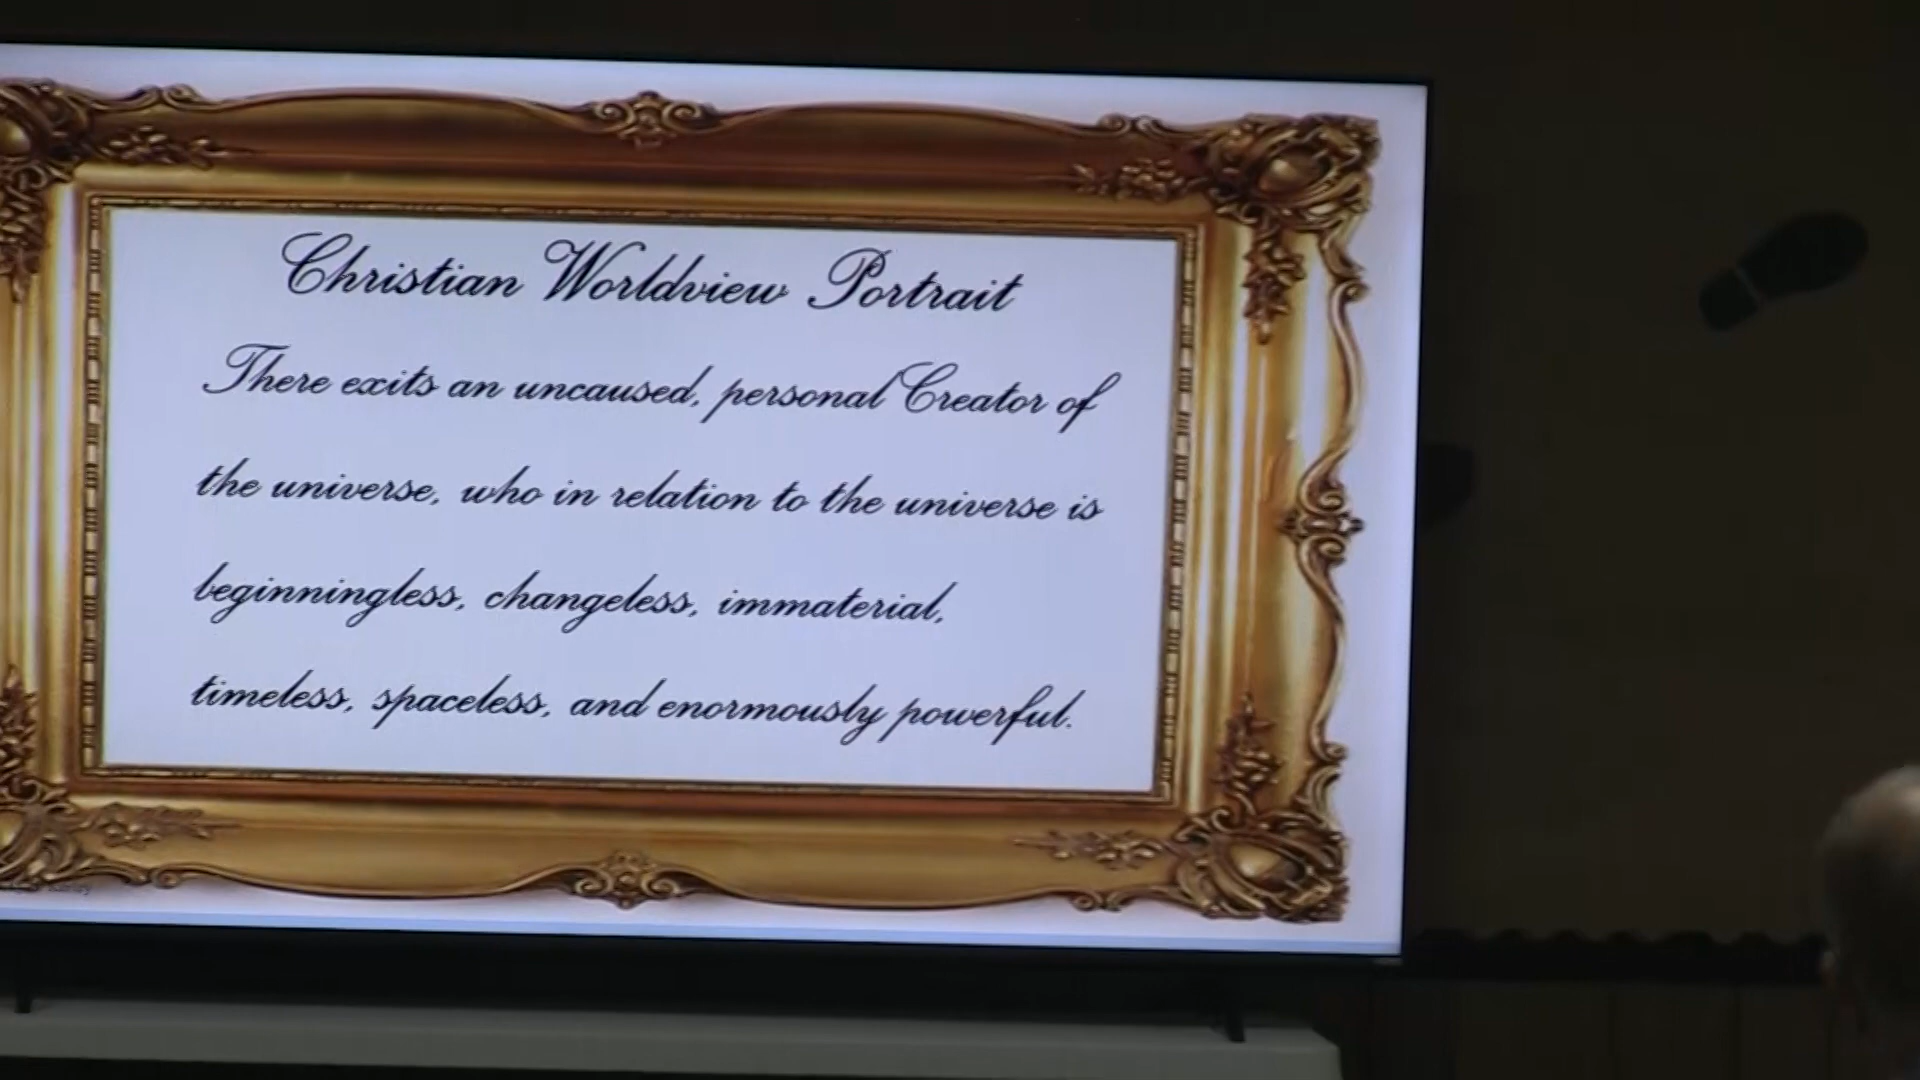 Christian Worldview Portrait
There exits an uncaused, personal Creator of
the universe, who in relation to the universe is
beginningless, changeless, immaterial,
timeless, spaceless, and enormously powerful.